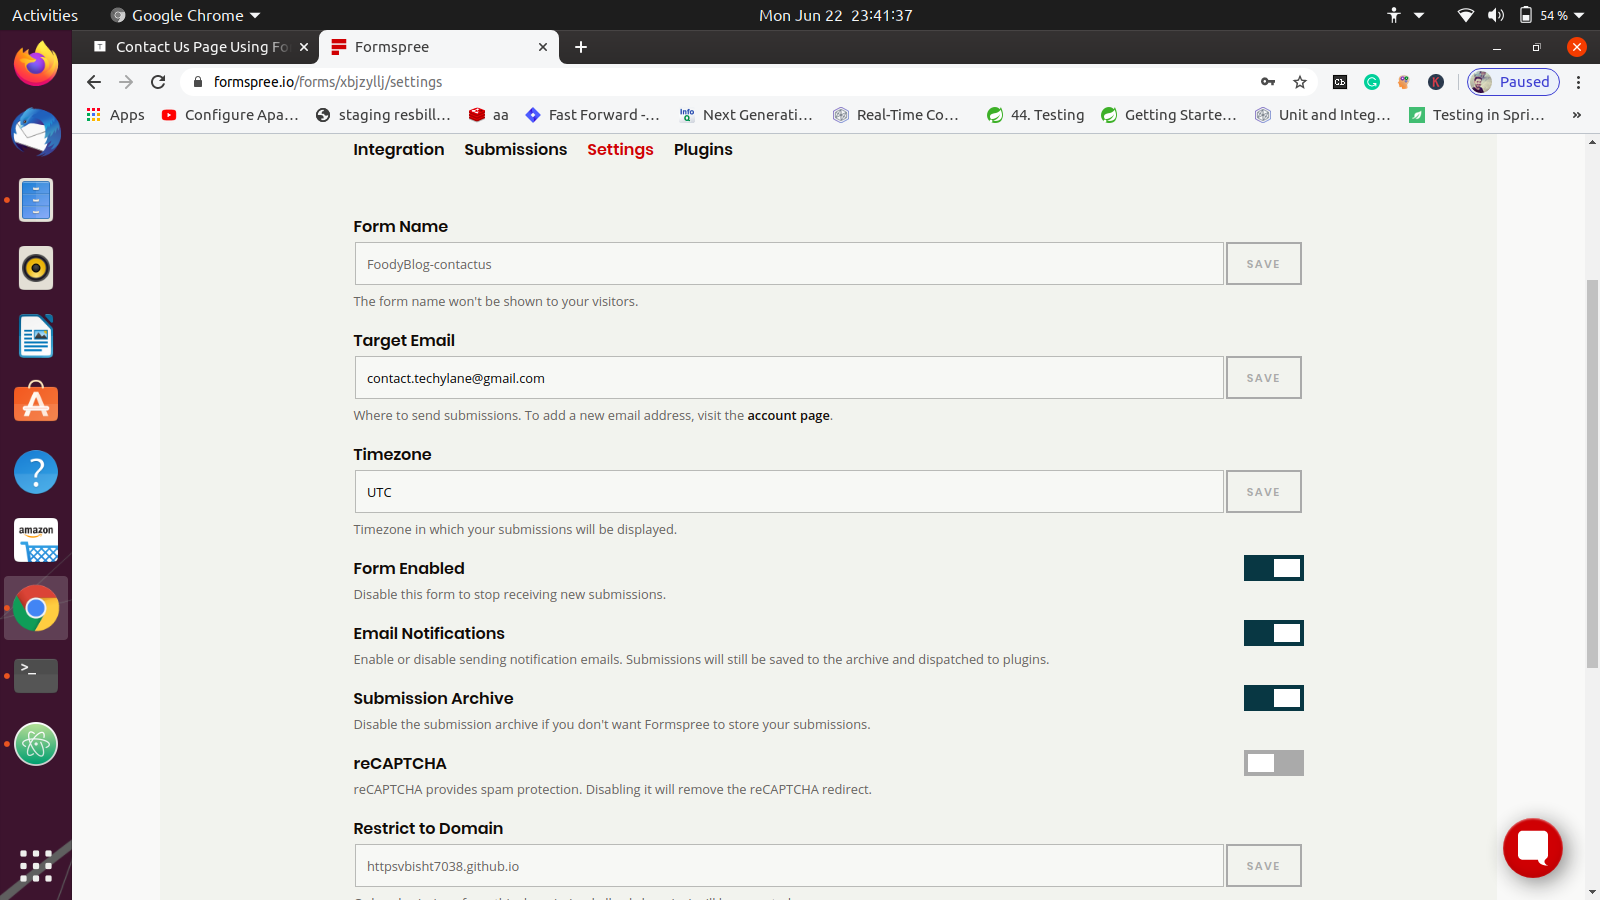 Activities Google Chrome Mon Jun 22 23:41:37 54 %
Contact Us Page Using Fo Formspree
formspree.io/forms/xbjzyllj/settings Paused
Apps Configure Apa... staging resbill... aa Fast Forward -... Next Generati... Real-Time Co... 44. Testing Getting Starte... Unit and Integ... Testing in Spri... »
Integration Submissions Settings Plugins
Form Name
FoodyBlog-contactus SAVE
The form name won't be shown to your visitors.
Target Email
contact.techylane@gmail.com SAVE
Where to send submissions. To add a new email address, visit the account page.
Timezone
UTC SAVE
Timezone in which your submissions will be displayed.
Form Enabled
Disable this form to stop receiving new submissions.
Email Notifications
Enable or disable sending notification emails. Submissions will still be saved to the archive and dispatched to plugins.
Submission Archive
Disable the submission archive if you don't want Formspree to store your submissions.
reCAPTCHA
reCAPTCHA provides spam protection. Disabling it will remove the reCAPTCHA redirect.
Restrict to Domain
httpsvbisht7038.github.io SAVE
amazon